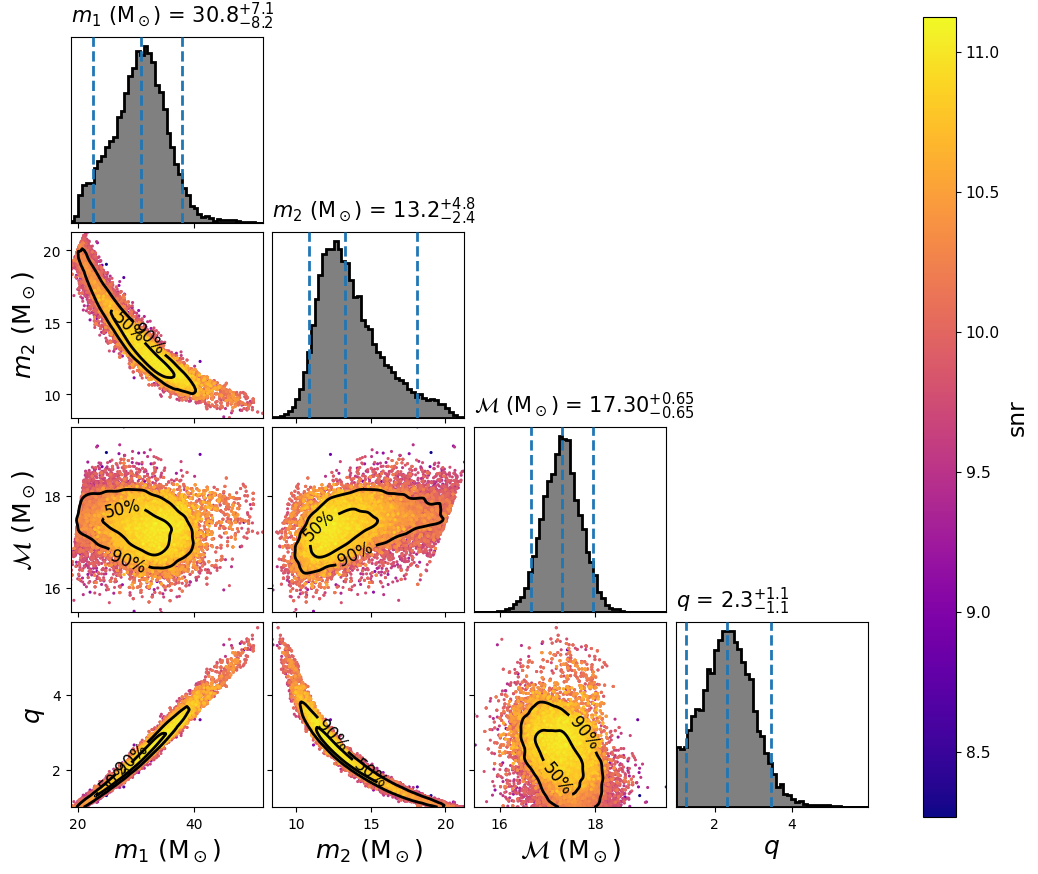 m₁ (M⊙) = 30.8⁺⁷·¹₋₈.₂
m₂ (M⊙) = 13.2⁺⁴·⁸₋₂.₄
ℳ (M⊙) = 17.30⁺⁰·⁶⁵₋₀.₆₅
q = 2.3⁺¹·¹₋₁.₁
m₂ (M⊙)
20
15
10
50%
90%
ℳ (M⊙)
18
16
50%
90%
50%
90%
q
4
2
50%
90%
90%
50%
90%
50%
20 40
10 15 20
16 18
2 4
m₁ (M⊙)
m₂ (M⊙)
ℳ (M⊙)
q
11.0
10.5
10.0
9.5
9.0
8.5
snr